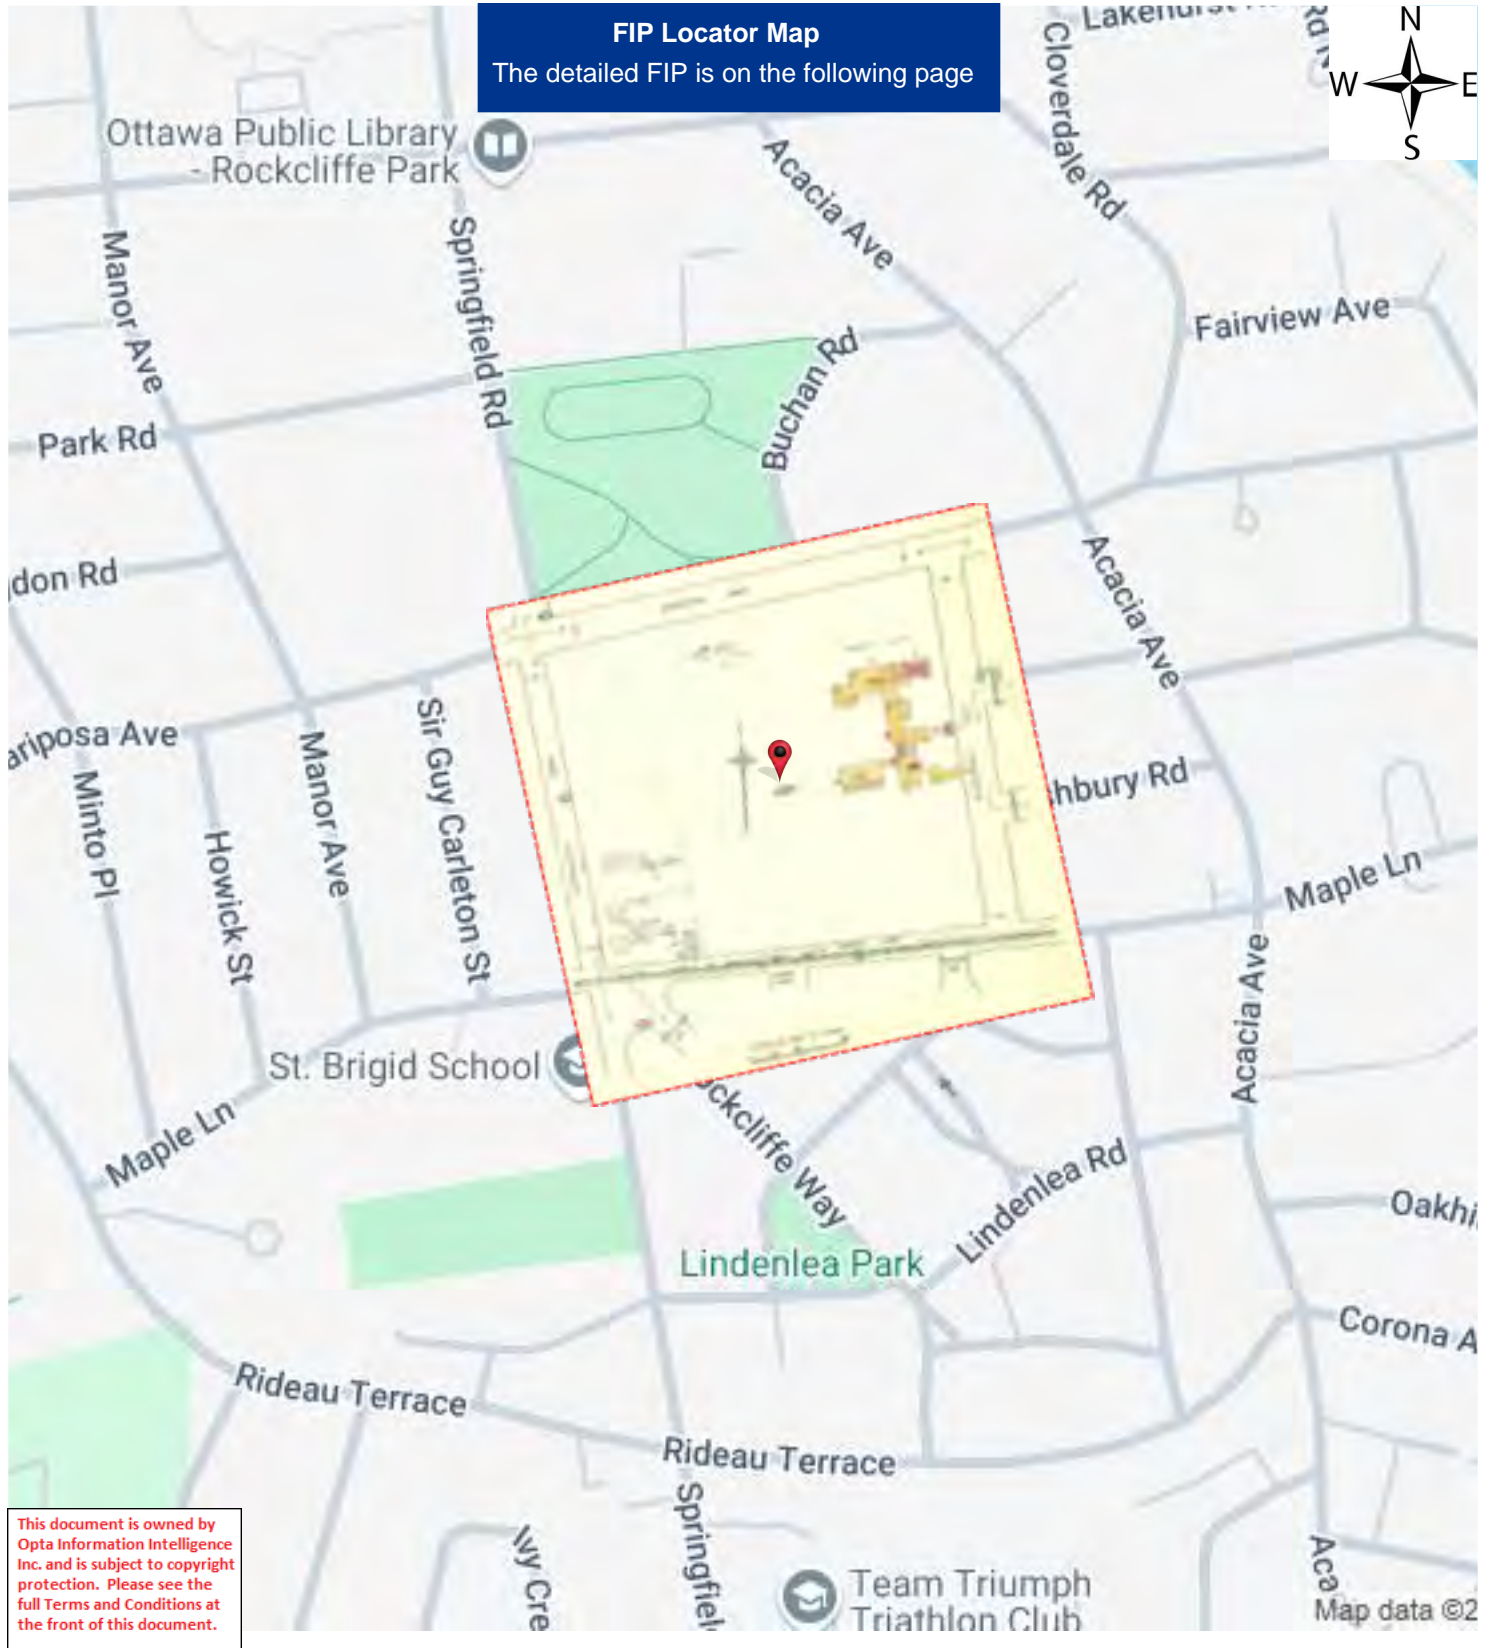 FIP Locator Map
The detailed FIP is on the following page
N
W
E
S
Cloverdale Rd
Ottawa Public Library
- Rockcliffe Park
Acacia Ave
Manor Ave
Springfield Rd
Fairview Ave
Buchan Rd
Park Rd
don Rd
Acacia Ave
ariposa Ave
Sir Guy Carleton St
Manor Ave
Minto Pl
Howick St
hbury Rd
Maple Ln
Acacia Ave
St. Brigid School
Maple Ln
ockcliffe Way
Lindenlea Rd
Oakhi
Lindenlea Park
Corona A
Rideau Terrace
Rideau Terrace
Springfiel
Ivy Cre
Aca
Team Triumph
Triathlon Club
Map data ©2
This document is owned by
Opta Information Intelligence
Inc. and is subject to copyright
protection. Please see the
full Terms and Conditions at
the front of this document.